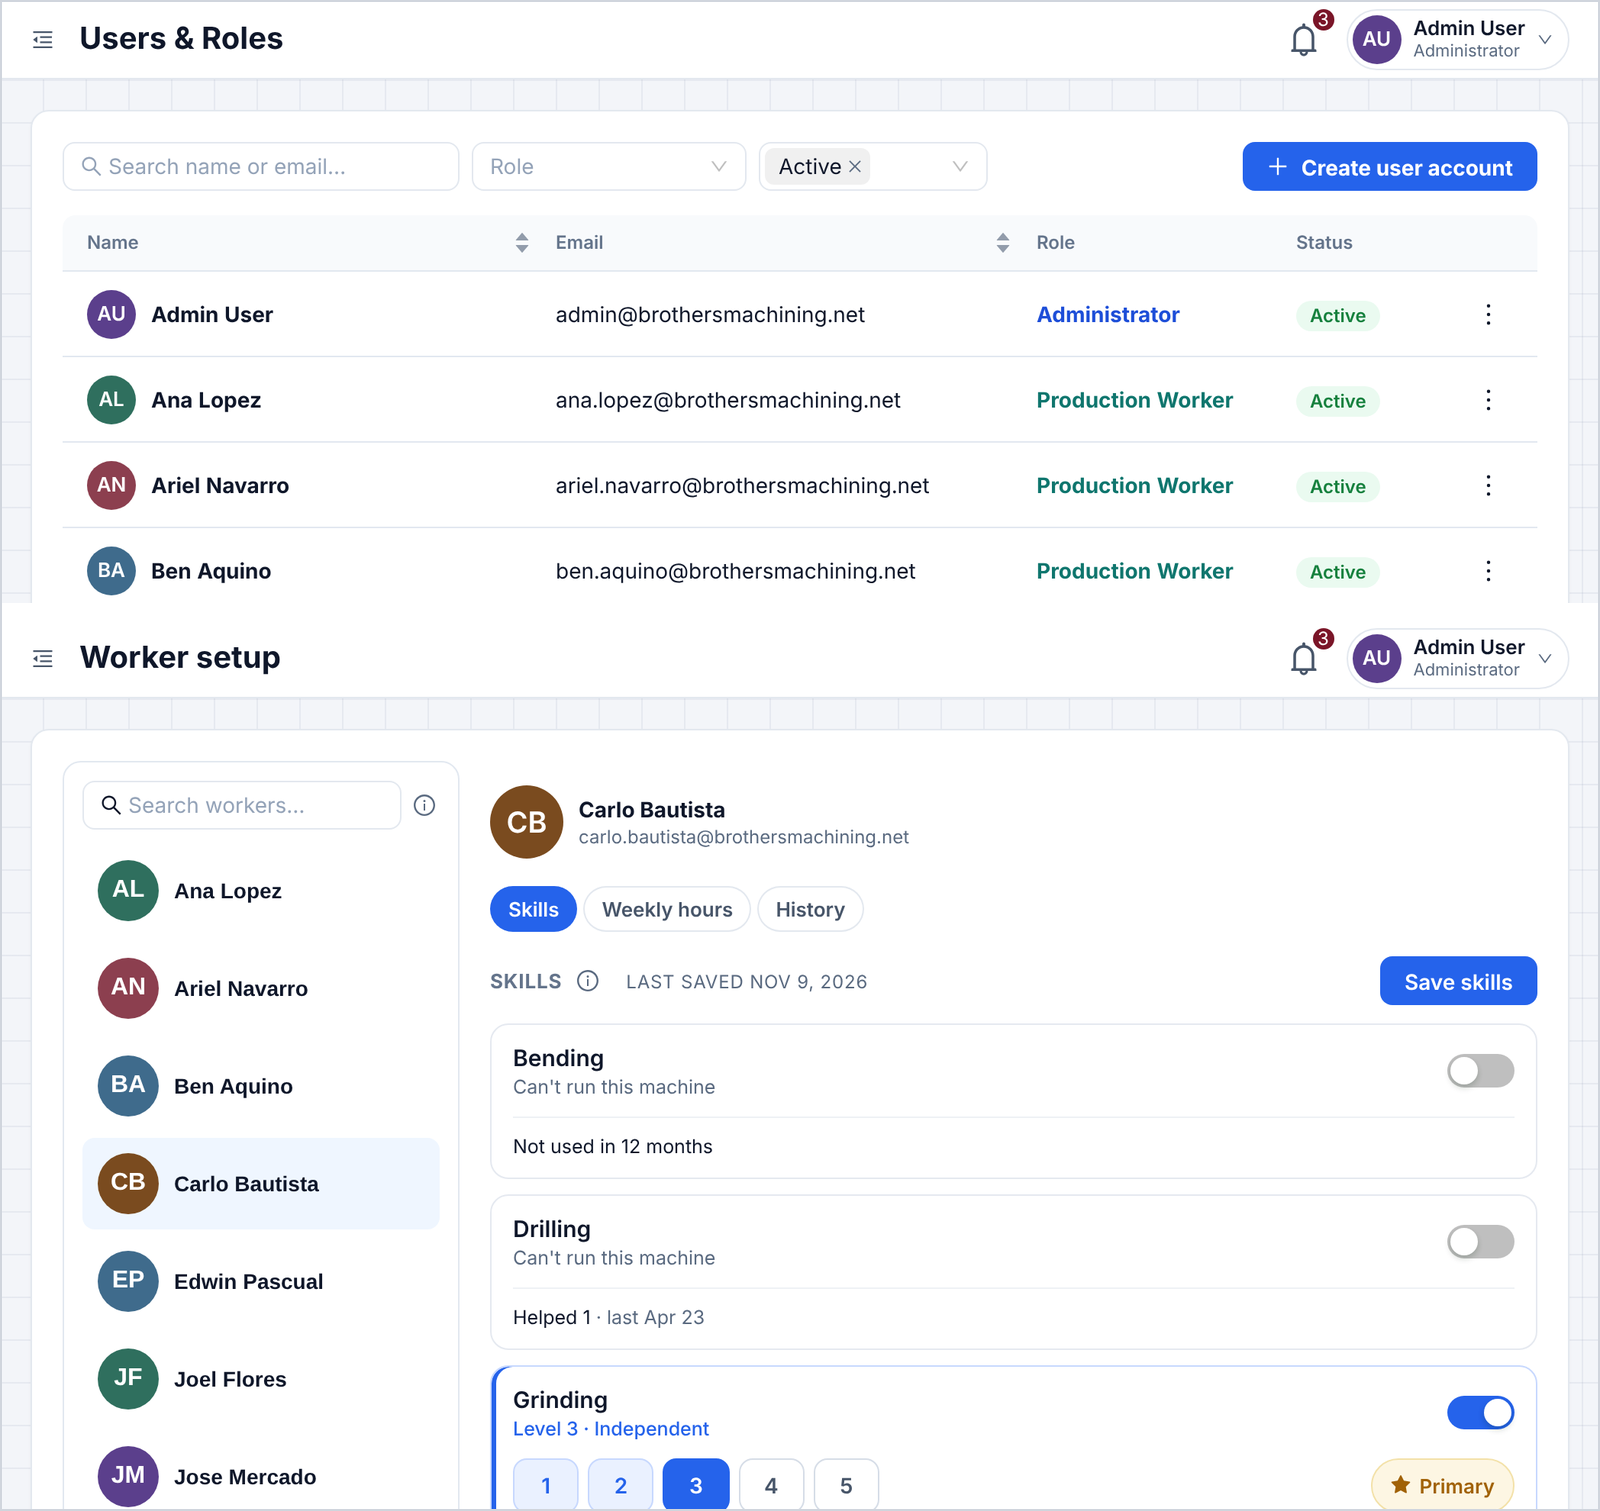 Users & Roles
3
AU
Admin User
Administrator
Search name or email...
Role
Active
Create user account
Name
Email
Role
Status
AU
Admin User
admin@brothersmachining.net
Administrator
Active
AL
Ana Lopez
ana.lopez@brothersmachining.net
Production Worker
Active
AN
Ariel Navarro
ariel.navarro@brothersmachining.net
Production Worker
Active
BA
Ben Aquino
ben.aquino@brothersmachining.net
Production Worker
Active
Worker setup
3
AU
Admin User
Administrator
Search workers...
AL
Ana Lopez
AN
Ariel Navarro
BA
Ben Aquino
CB
Carlo Bautista
EP
Edwin Pascual
JF
Joel Flores
JM
Jose Mercado
CB
Carlo Bautista
carlo.bautista@brothersmachining.net
Skills
Weekly hours
History
SKILLS
LAST SAVED NOV 9, 2026
Save skills
Bending
Can't run this machine
Not used in 12 months
Drilling
Can't run this machine
Helped 1 · last Apr 23
Grinding
Level 3 · Independent
1
2
3
4
5
Primary